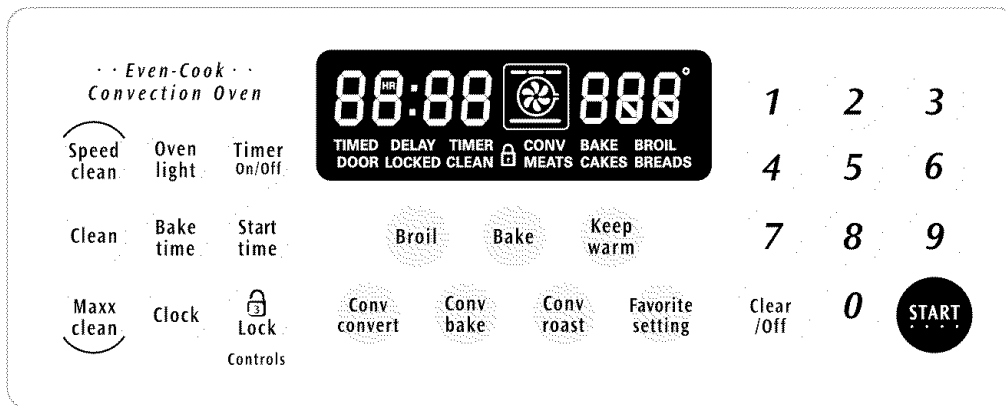 · · Even-Cook · ·
Convection Oven
Speed
clean
Oven
light
Timer
On/Off
Clean
Bake
time
Start
time
Maxx
clean
Clock
3
Lock
Controls
88:88 888°
HR
TIMED DELAY TIMER CONV BAKE BROIL
DOOR LOCKED CLEAN MEATS CAKES BREADS
Broil
Bake
Keep
warm
Conv
convert
Conv
bake
Conv
roast
Favorite
setting
1 2 3
4 5 6
7 8 9
Clear
/Off
0
START